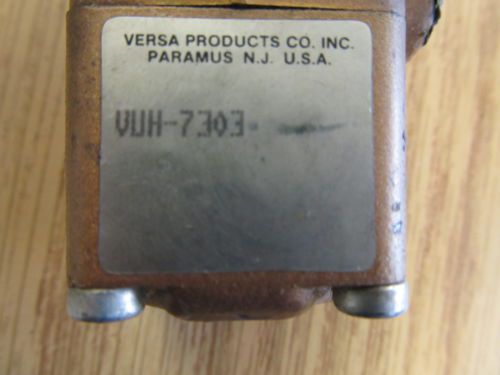 VERSA PRODUCTS CO. INC.
PARAMUS N.J. U.S.A.
VUH-7303